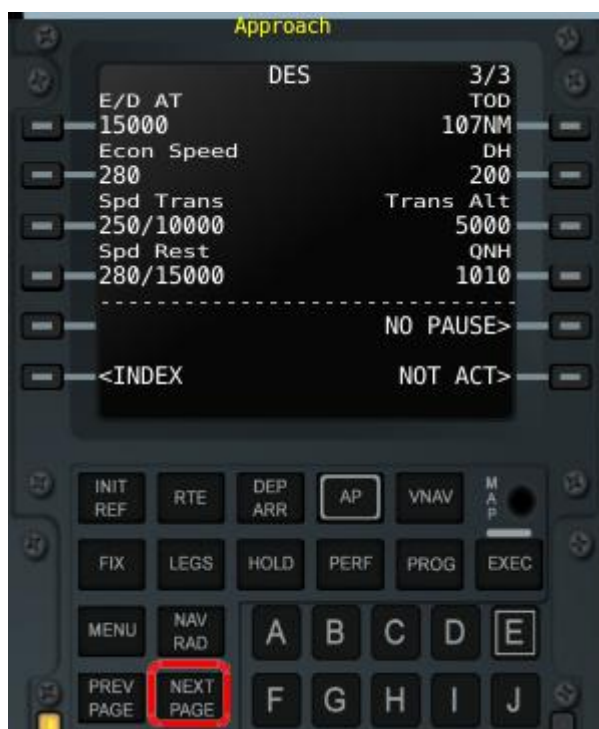 Approach
DES 3/3
E/D AT TOD
15000 107NM
Econ Speed DH
280 200
Spd Trans Trans Alt
250/10000 5000
Spd Rest QNH
280/15000 1010
NO PAUSE>
<INDEX NOT ACT>
INIT REF RTE DEP ARR AP VNAV MAP
FIX LEGS HOLD PERF PROG EXEC
MENU NAV RAD A B C D E
PREV PAGE NEXT PAGE F G H I J